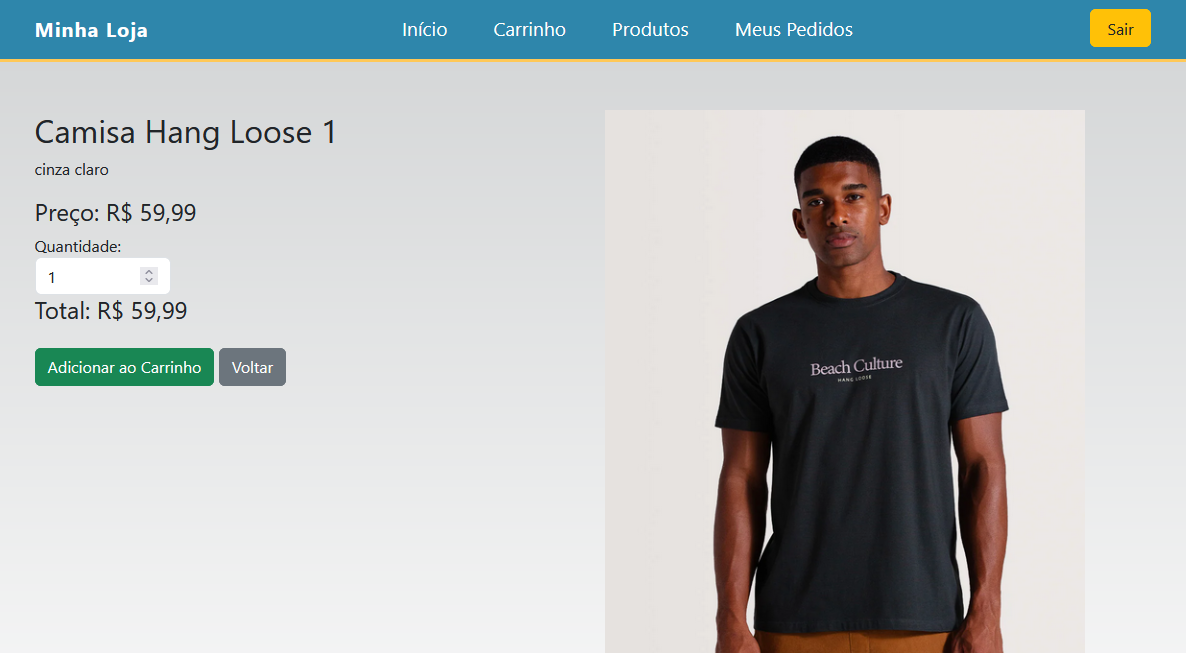 Minha Loja
Início
Carrinho
Produtos
Meus Pedidos
Sair
Camisa Hang Loose 1
cinza claro
Preço: R$ 59,99
Quantidade:
1
Total: R$ 59,99
Adicionar ao Carrinho
Voltar
Beach Culture
HANG LOOSE